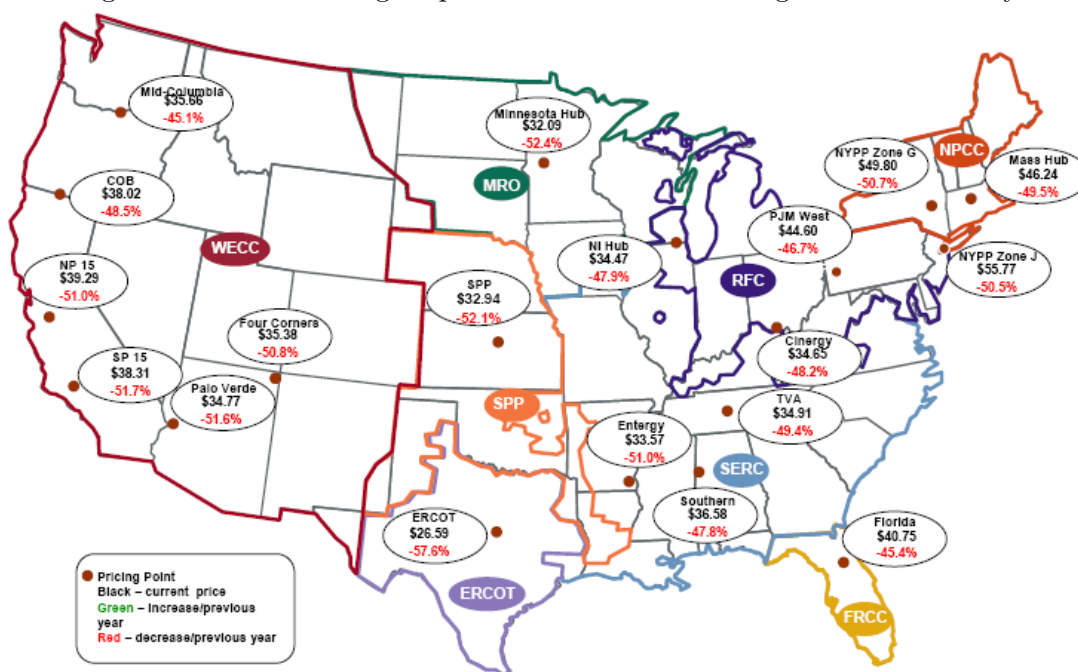 Mid-Columbia
$35.66
-45.1%
Minnesota Hub
$32.09
-52.4%
NYPP Zone G
$49.80
-50.7%
NPCC
Mass Hub
$46.24
-49.5%
COB
$38.02
-48.5%
MRO
PJM West
$44.60
-46.7%
WECC
NI Hub
$34.47
-47.9%
NYPP Zone J
$55.77
-50.5%
NP 15
$39.29
-51.0%
SPP
$32.94
-52.1%
RFC
Four Corners
$35.38
-50.8%
Cinergy
$34.65
-48.2%
SP 15
$38.31
-51.7%
Palo Verde
$34.77
-51.6%
SPP
TVA
$34.91
-49.4%
Entergy
$33.57
-51.0%
SERC
Southern
$36.58
-47.8%
ERCOT
$26.59
-57.6%
Florida
$40.75
-45.4%
ERCOT
FRCC
Pricing Point
Black – current price
Green – increase/previous
year
Red – decrease/previous year